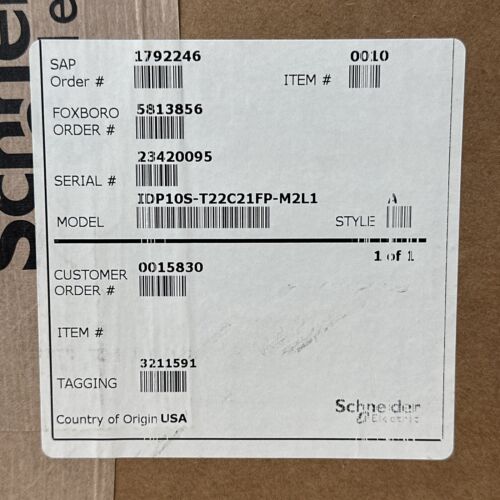 Schneider
SAP Order # 1792246 ITEM # 0010
FOXBORO ORDER # 5813856
SERIAL # 23420095
MODEL IDP10S-T22C21FP-M2L1 STYLE A
1 of 1
CUSTOMER ORDER # 0015830
ITEM #
TAGGING 3211591
Country of Origin USA
Schneider
Electric